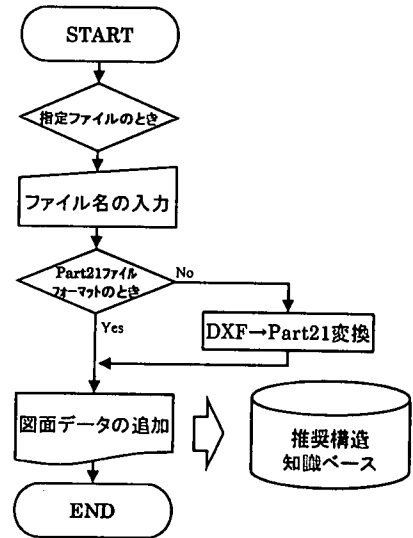 START
指定ファイルのとき
ファイル名の入力
Part21ファイル
フォーマットのとき
No
Yes
DXF→Part21変換
図面データの追加
推奨構造
知識ベース
END